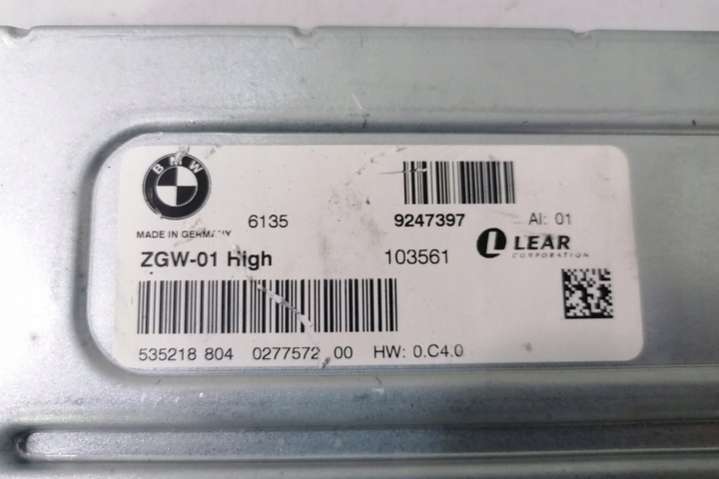 BMW
6135 9247397 AI: 01
MADE IN GERMANY
LEAR
CORPORATION
ZGW-01 High 103561
535218 804 0277572 00 HW: 0.C4.0